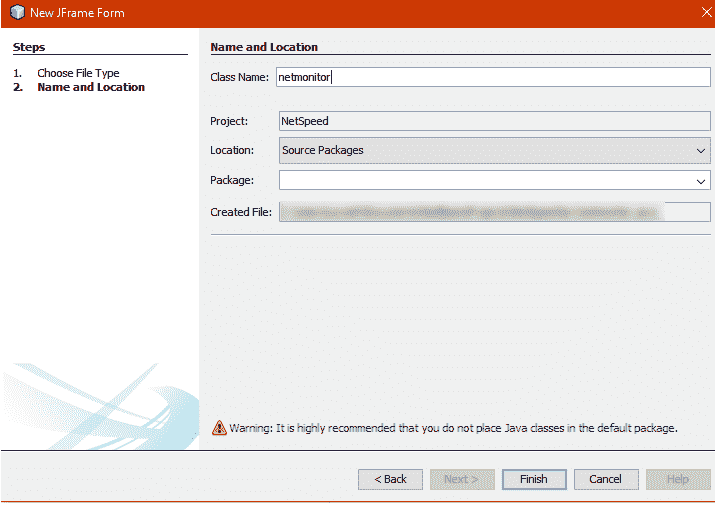 New JFrame Form
Steps
1. Choose File Type
2. Name and Location
Name and Location
Class Name: netmonitor
Project: NetSpeed
Location: Source Packages
Package:
Created File:
Warning: It is highly recommended that you do not place Java classes in the default package.
< Back Next > Finish Cancel Help